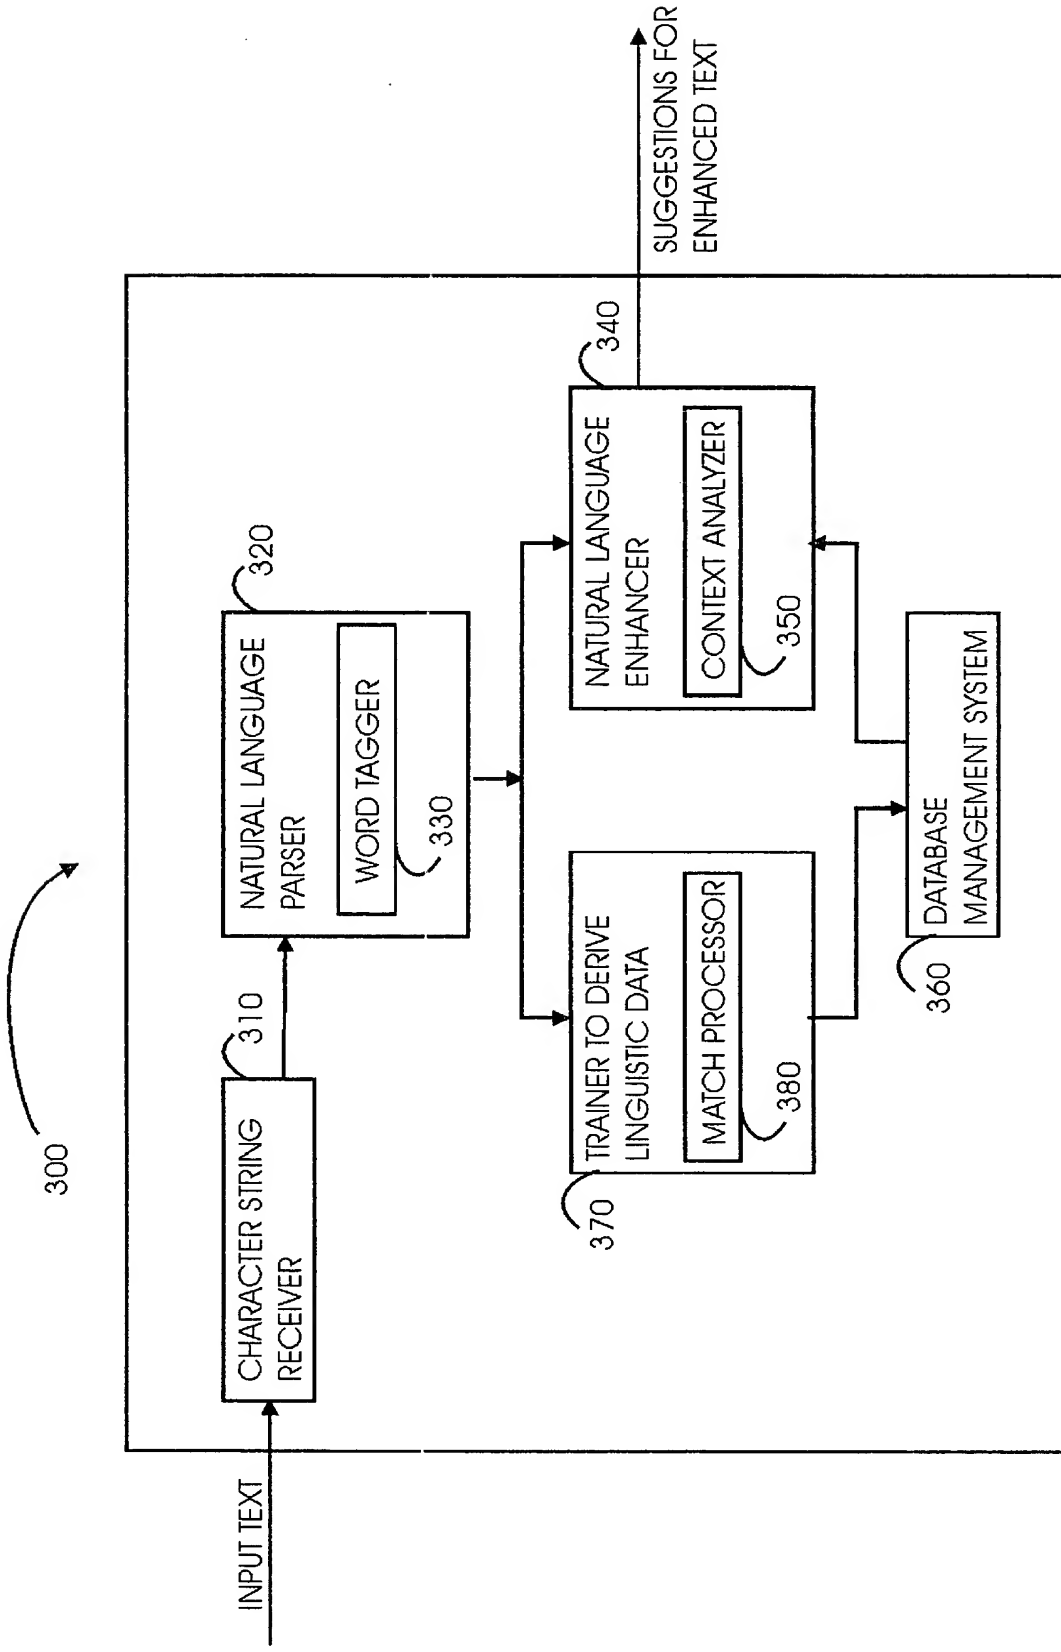 300
INPUT TEXT
CHARACTER STRING
RECEIVER
310
NATURAL LANGUAGE
PARSER
320
WORD TAGGER
330
TRAINER TO DERIVE
LINGUISTIC DATA
370
MATCH PROCESSOR
380
NATURAL LANGUAGE
ENHANCER
340
CONTEXT ANALYZER
350
DATABASE
MANAGEMENT SYSTEM
360
SUGGESTIONS FOR
ENHANCED TEXT